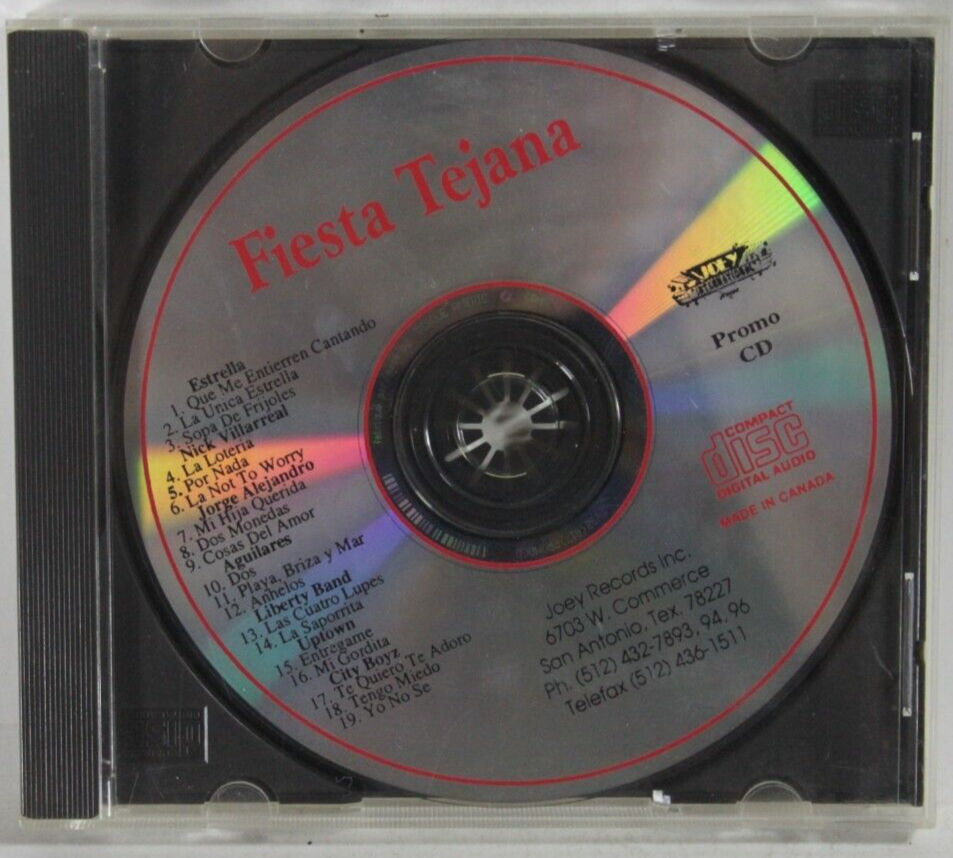 Fiesta Tejana
JOEY
INTERNATIONAL
Promo
CD
Estrella
1. Que Me Entierren Cantando
2. La Unica Estrella
3. Sopa De Frijoles
Nick Villarreal
4. La Loteria
5. Por Nada
6. La Not To Worry
Jorge Alejandro
7. Mi Hija Querida
8. Dos Monedas
9. Cosas Del Amor
Aguilares
10. Dos
11. Playa, Briza y Mar
12. Anhelos
Liberty Band
13. Las Cuatro Lupes
14. La Saporrita
Uptown
15. Entregame
16. Mi Gordita
City Boyz
17. Te Quiero Te Adoro
18. Tengo Miedo
19. Yo No Se
COMPACT
disc
DIGITAL AUDIO
MADE IN CANADA
Joey Records Inc.
6703 W. Commerce
San Antonio, Tex. 78227
Ph. (512) 432-7893, 94, 96
Telefax (512) 436-1511
disc
disc